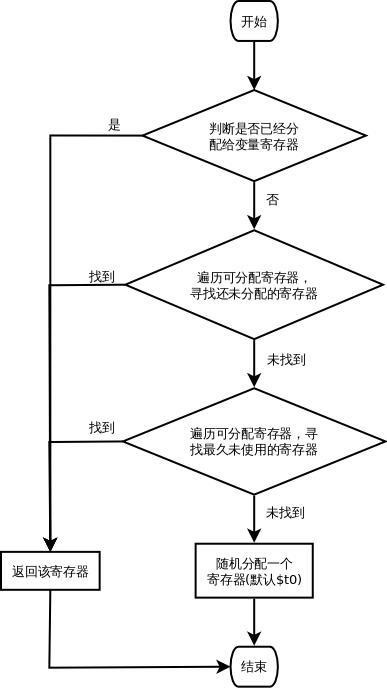 开始
是
判断是否已经分
配给变量寄存器
否
找到
遍历可分配寄存器，
寻找还未分配的寄存器
未找到
找到
遍历可分配寄存器，寻
找最久未使用的寄存器
未找到
返回该寄存器
随机分配一个
寄存器(默认$t0)
结束